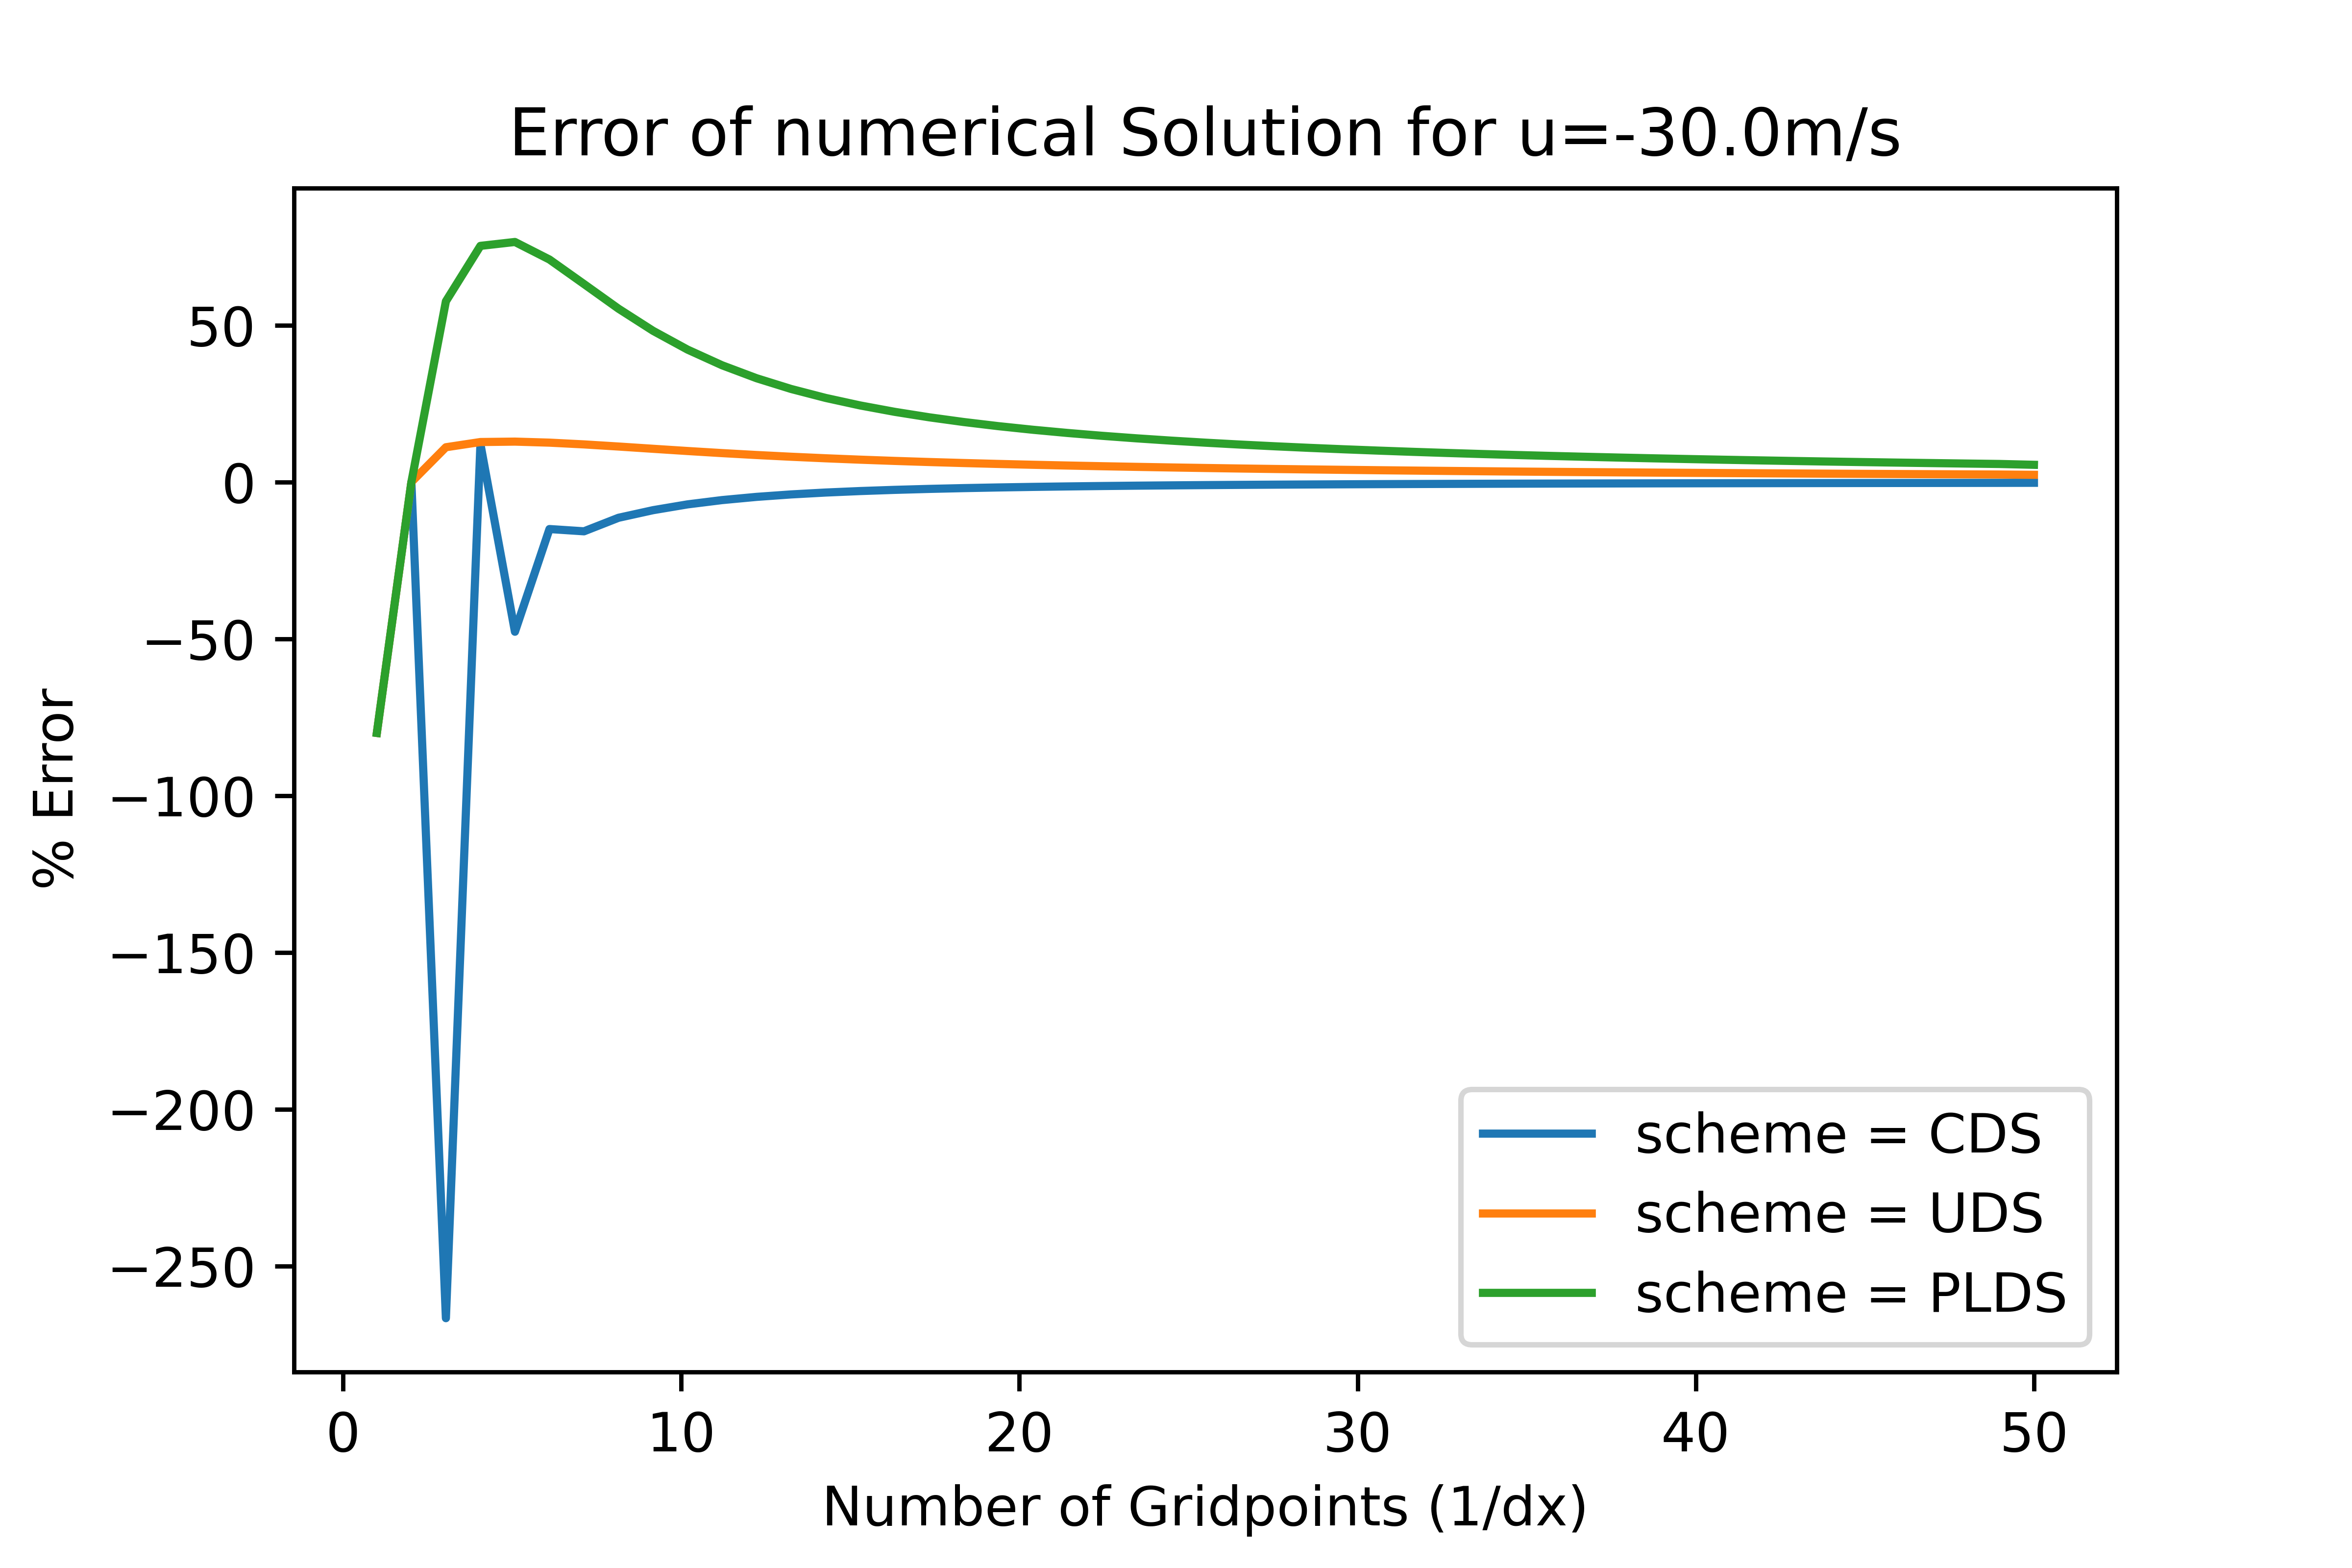 Error of numerical Solution for u=-30.0m/s
50
0
−50
−100
−150
−200
−250
% Error
scheme = CDS
scheme = UDS
scheme = PLDS
0 10 20 30 40 50
Number of Gridpoints (1/dx)